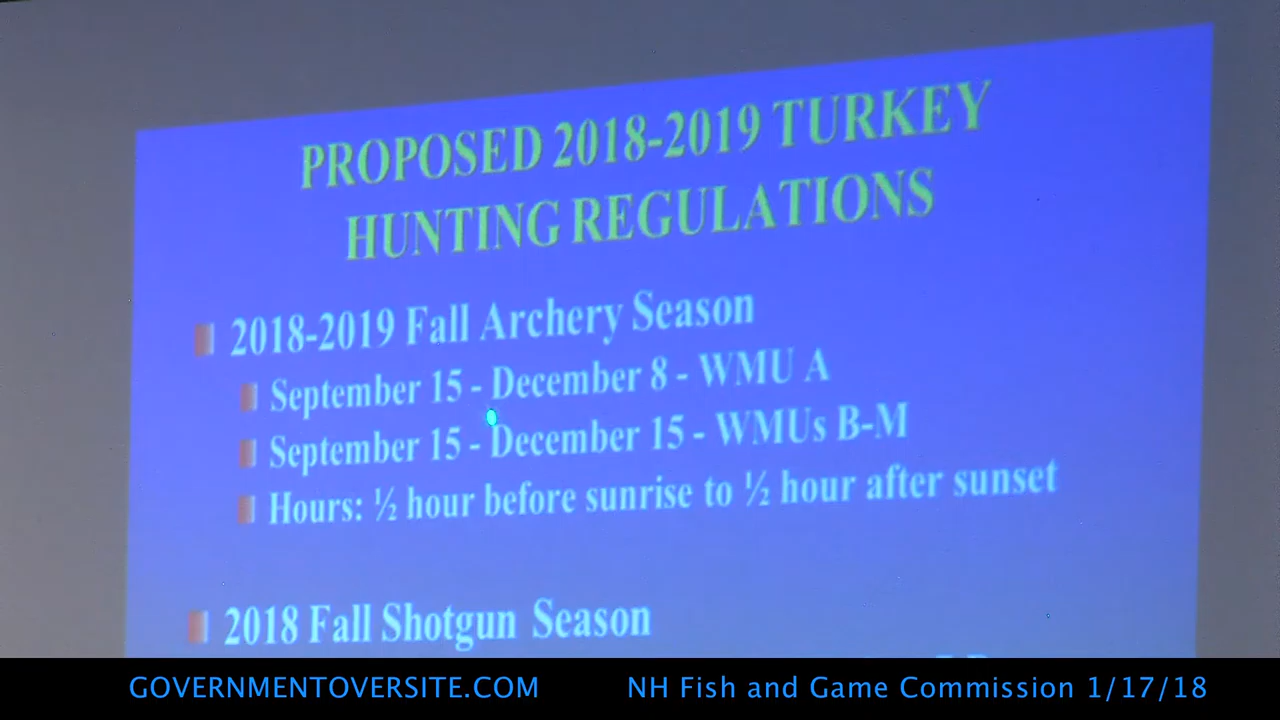 PROPOSED 2018-2019 TURKEY
HUNTING REGULATIONS
2018-2019 Fall Archery Season
September 15 - December 8 - WMU A
September 15 - December 15 - WMUs B-M
Hours: ½ hour before sunrise to ½ hour after sunset
2018 Fall Shotgun Season
GOVERNMENTOVERSITE.COM
NH Fish and Game Commission 1/17/18